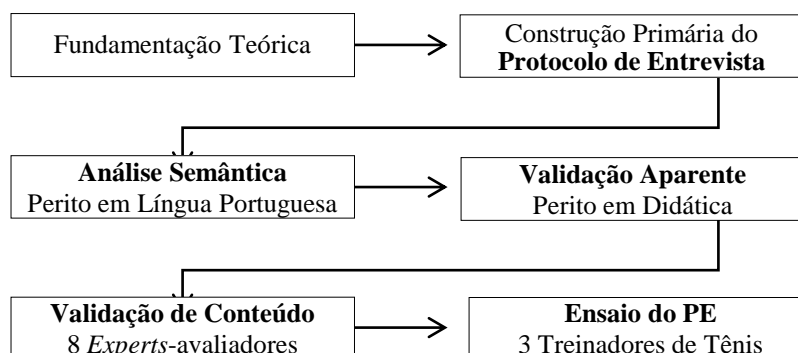 Fundamentação Teórica
Construção Primária do
Protocolo de Entrevista
Análise Semântica
Perito em Língua Portuguesa
Validação Aparente
Perito em Didática
Validação de Conteúdo
8 Experts-avaliadores
Ensaio do PE
3 Treinadores de Tênis